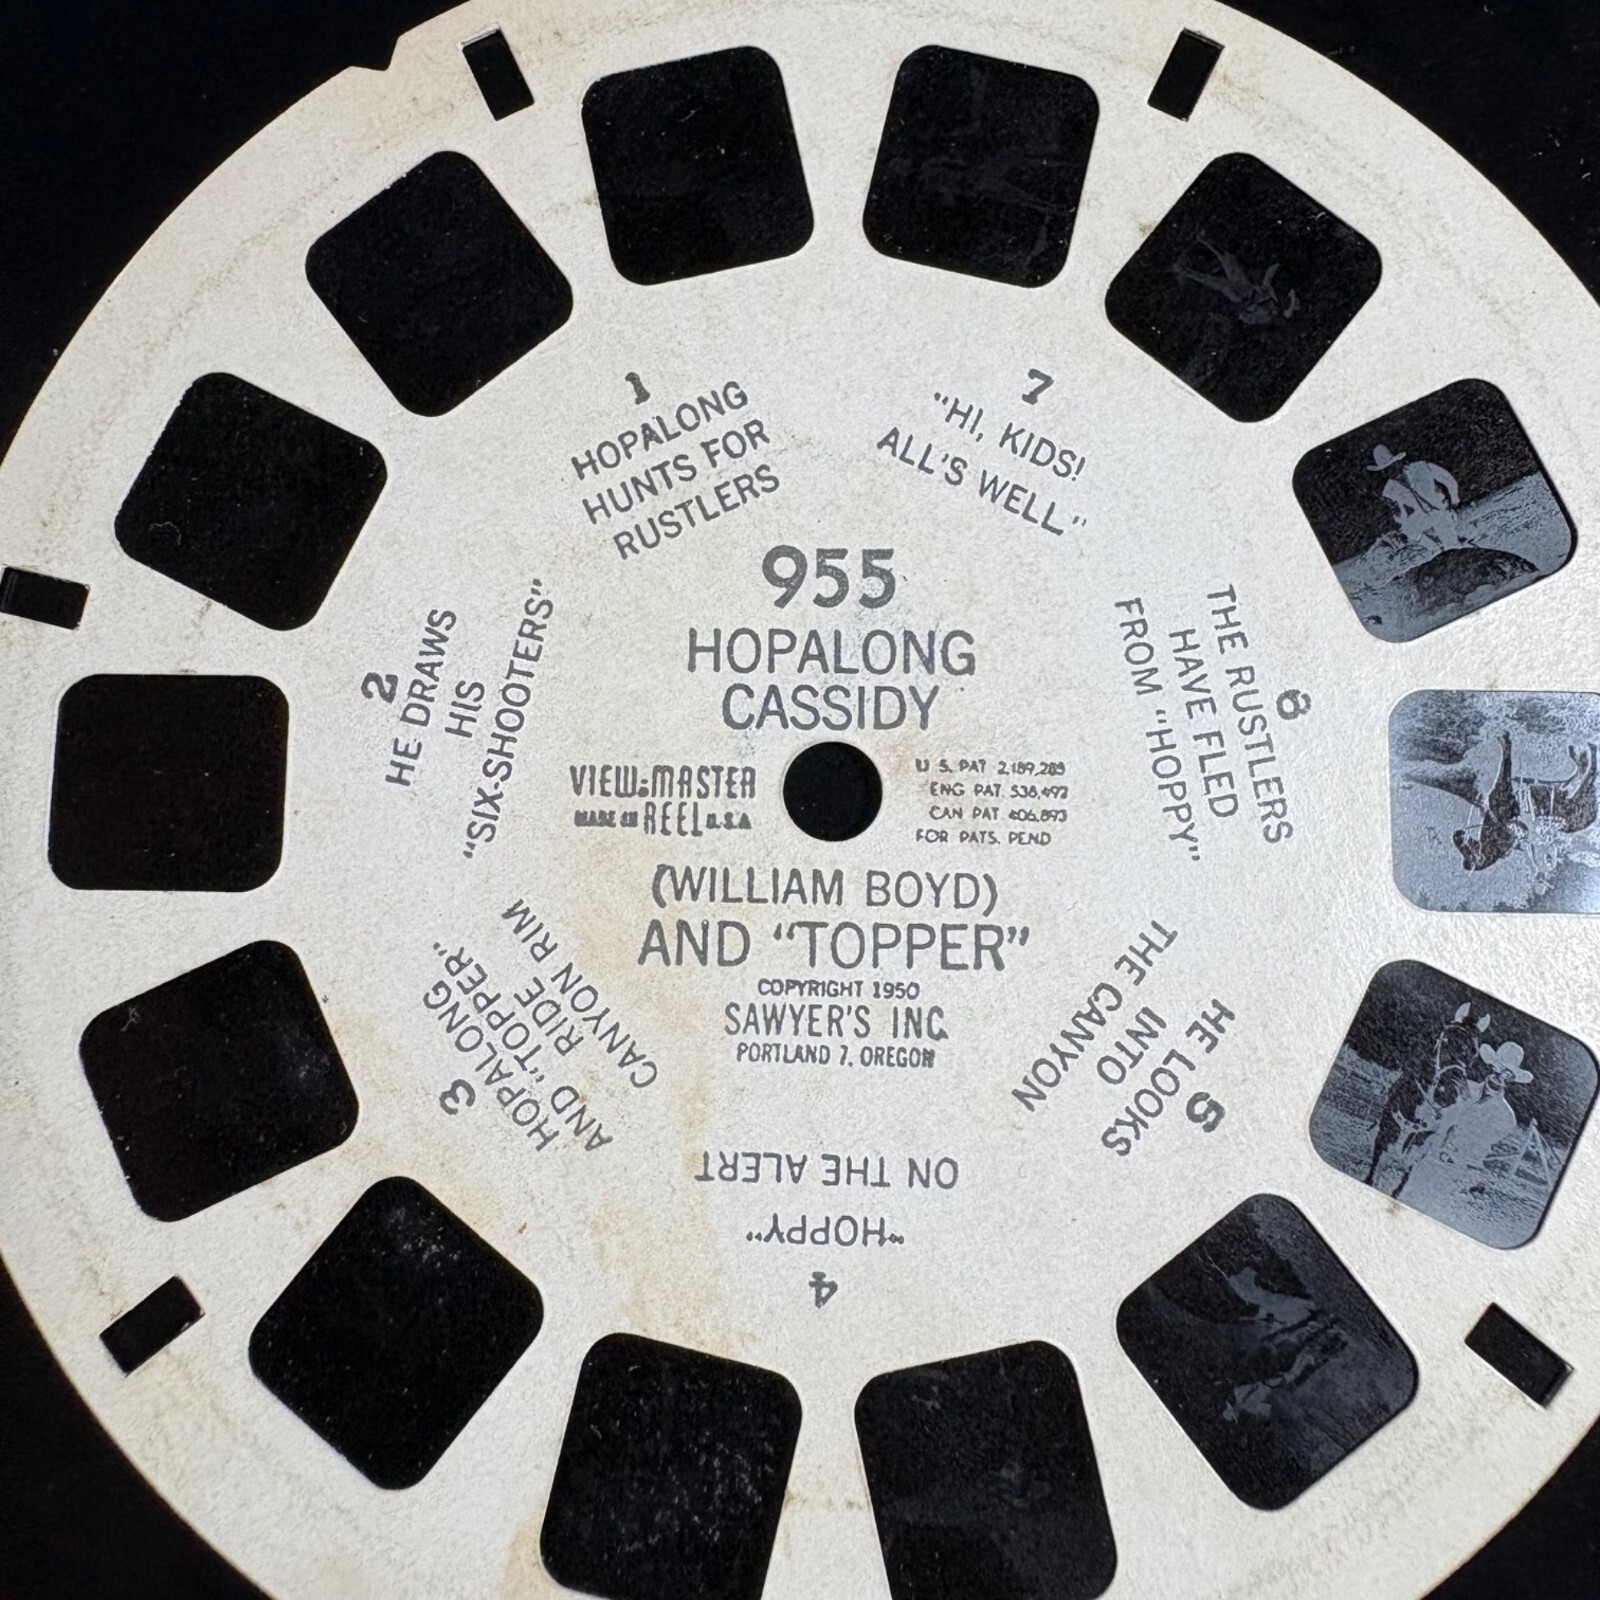 955
HOPALONG
CASSIDY
VIEW-MASTER
MADE IN REEL U.S.A
U.S. PAT 2,189,285
ENG PAT. 538,492
CAN PAT 406,893
FOR PATS. PEND
(WILLIAM BOYD)
AND "TOPPER"
COPYRIGHT 1950
SAWYER'S INC.
PORTLAND 7, OREGON
1
HOPALONG
HUNTS FOR
RUSTLERS
2
HE DRAWS
HIS
"SIX-SHOOTERS"
3
HOPALONG
AND "TOPPER"
RIDE
CANYON RIM
4
"HOPPY"
ON THE ALERT
5
HE LOOKS
INTO
THE CANYON
6
THE RUSTLERS
HAVE FLED
FROM "HOPPY"
7
"HI, KIDS!
ALL'S WELL"